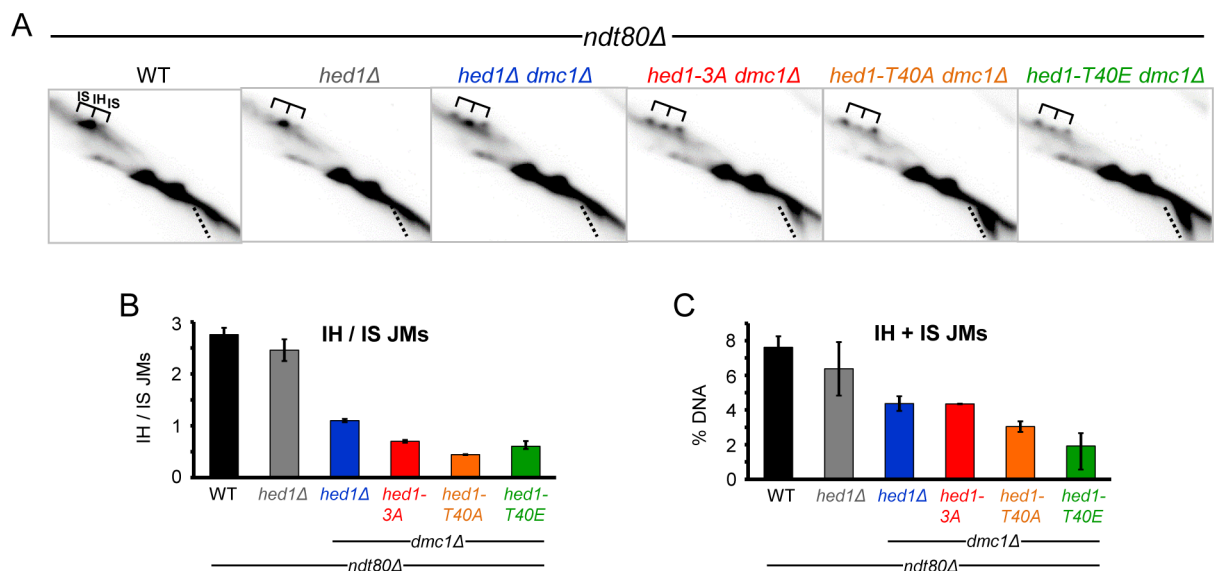 A
ndt80Δ
WT hed1Δ hed1Δ dmc1Δ hed1-3A dmc1Δ hed1-T40A dmc1Δ hed1-T40E dmc1Δ
IS IH IS
B
IH / IS JMs
IH / IS JMs
3
2
1
0
WT hed1Δ hed1Δ hed1- hed1- hed1-
3A T40A T40E
dmc1Δ
ndt80Δ
C
IH + IS JMs
% DNA
8
6
4
2
0
WT hed1Δ hed1Δ hed1- hed1- hed1-
3A T40A T40E
dmc1Δ
ndt80Δ